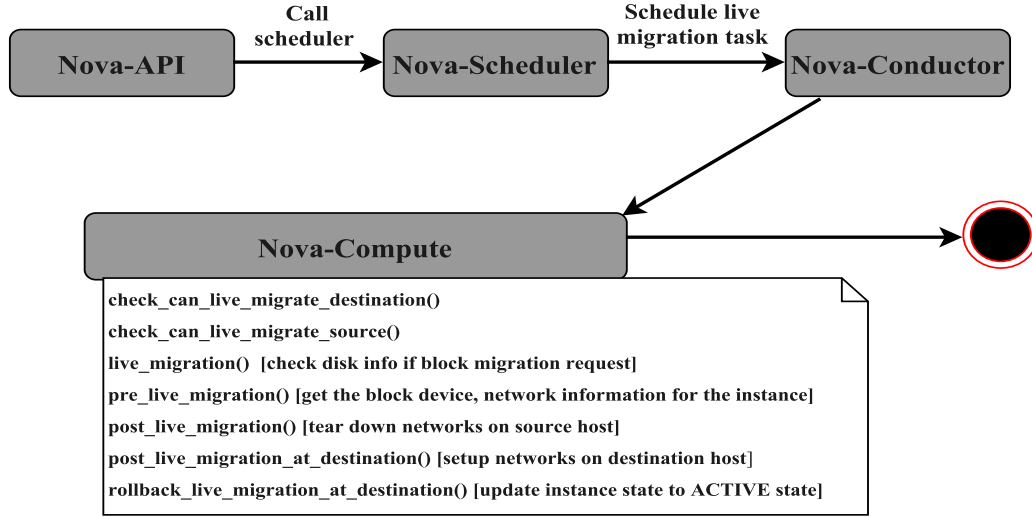 Call
scheduler
Schedule live
migration task
Nova-API
Nova-Scheduler
Nova-Conductor
Nova-Compute
check_can_live_migrate_destination()
check_can_live_migrate_source()
live_migration() [check disk info if block migration request]
pre_live_migration() [get the block device, network information for the instance]
post_live_migration() [tear down networks on source host]
post_live_migration_at_destination() [setup networks on destination host]
rollback_live_migration_at_destination() [update instance state to ACTIVE state]